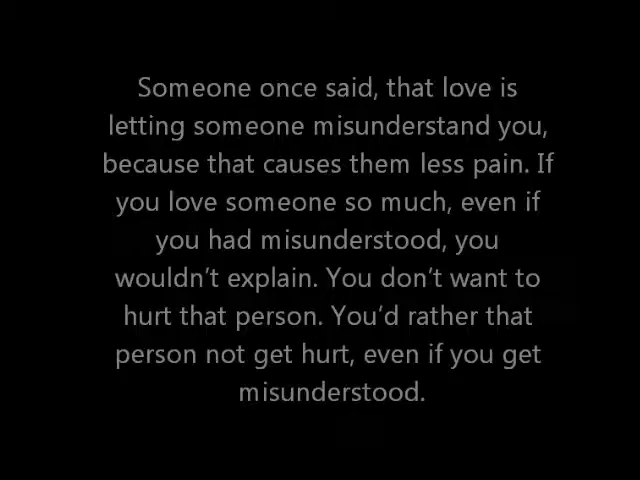 Someone once said, that love is
letting someone misunderstand you,
because that causes them less pain. If
you love someone so much, even if
you had misunderstood, you
wouldn’t explain. You don’t want to
hurt that person. You’d rather that
person not get hurt, even if you get
misunderstood.